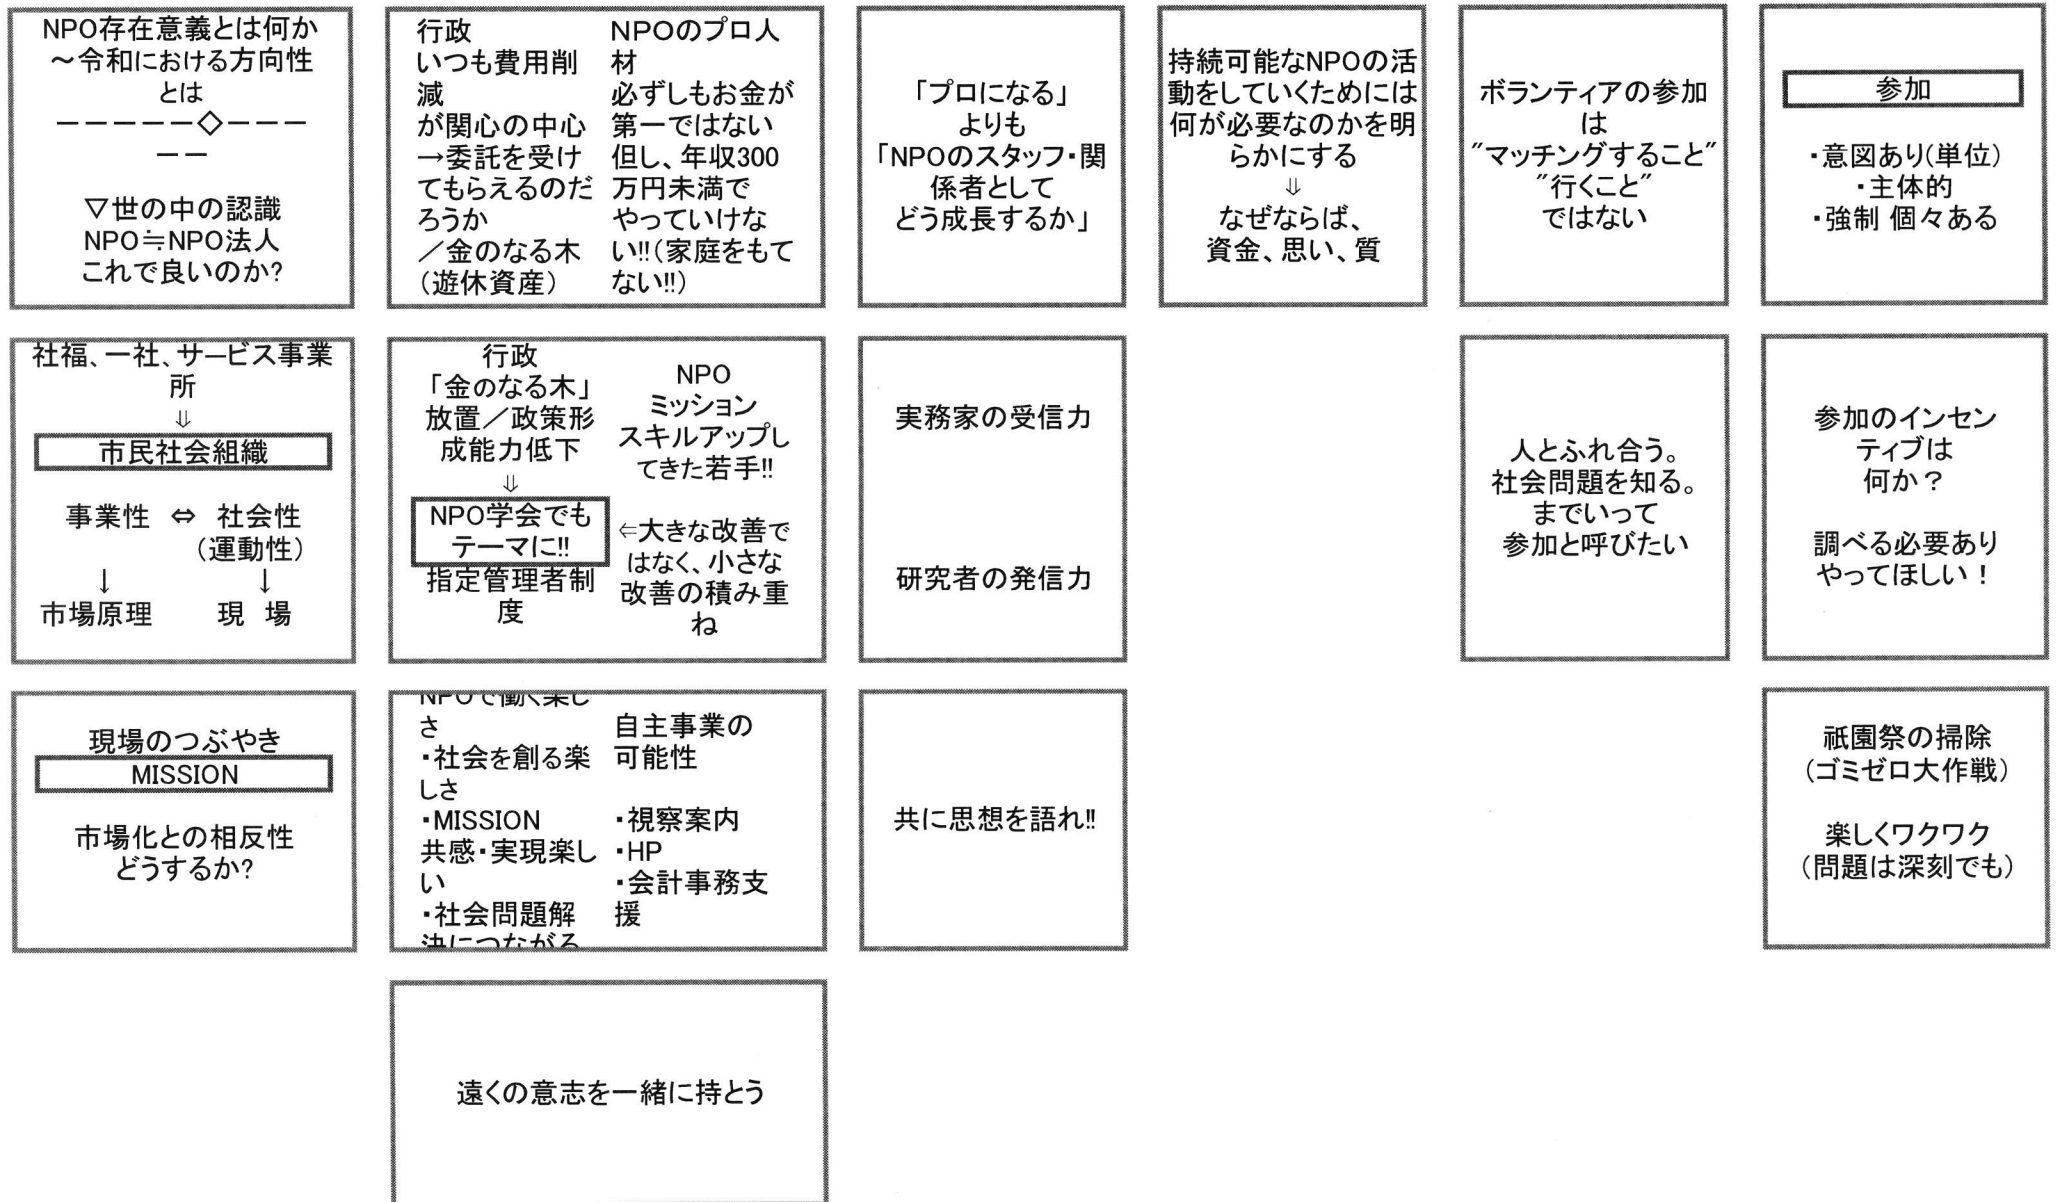 NPO存在意義とは何か
～令和における方向性
とは
－－－－－◇－－－
－－
▽世の中の認識
NPO≒NPO法人
これで良いのか?
行政
いつも費用削
減
が関心の中心
→委託を受け
てもらえるのだ
ろうか
／金のなる木
（遊休資産）
NPOのプロ人
材
必ずしもお金が
第一ではない
但し、年収300
万円未満で
やっていけな
い!!(家庭をもて
ない!!)
「プロになる」
よりも
「NPOのスタッフ・関
係者として
どう成長するか」
持続可能なNPOの活
動をしていくためには
何が必要なのかを明
らかにする
⇓
なぜならば、
資金、思い、質
ボランティアの参加
は
″マッチングすること″
″行くこと″
ではない
参加
・意図あり(単位)
・主体的
・強制 個々ある
社福、一社、サービス事業
所
⇓
市民社会組織
事業性 ⇔ 社会性
（運動性）
↓ ↓
市場原理 現 場
行政
「金のなる木」
放置／政策形
成能力低下
⇓
NPO学会でも
テーマに!!
指定管理者制
度
NPO
ミッション
スキルアップし
てきた若手!!
⇐大きな改善で
はなく、小さな
改善の積み重
ね
実務家の受信力
研究者の発信力
人とふれ合う。
社会問題を知る。
までいって
参加と呼びたい
参加のインセン
ティブは
何か？
調べる必要あり
やってほしい！
現場のつぶやき
MISSION
市場化との相反性
どうするか?
NPOで働く楽し
さ
・社会を創る楽
しさ
・MISSION
共感・実現楽し
い
・社会問題解
決につながる
自主事業の
可能性
・視察案内
・HP
・会計事務支
援
共に思想を語れ!!
祇園祭の掃除
（ゴミゼロ大作戦）
楽しくワクワク
（問題は深刻でも）
遠くの意志を一緒に持とう